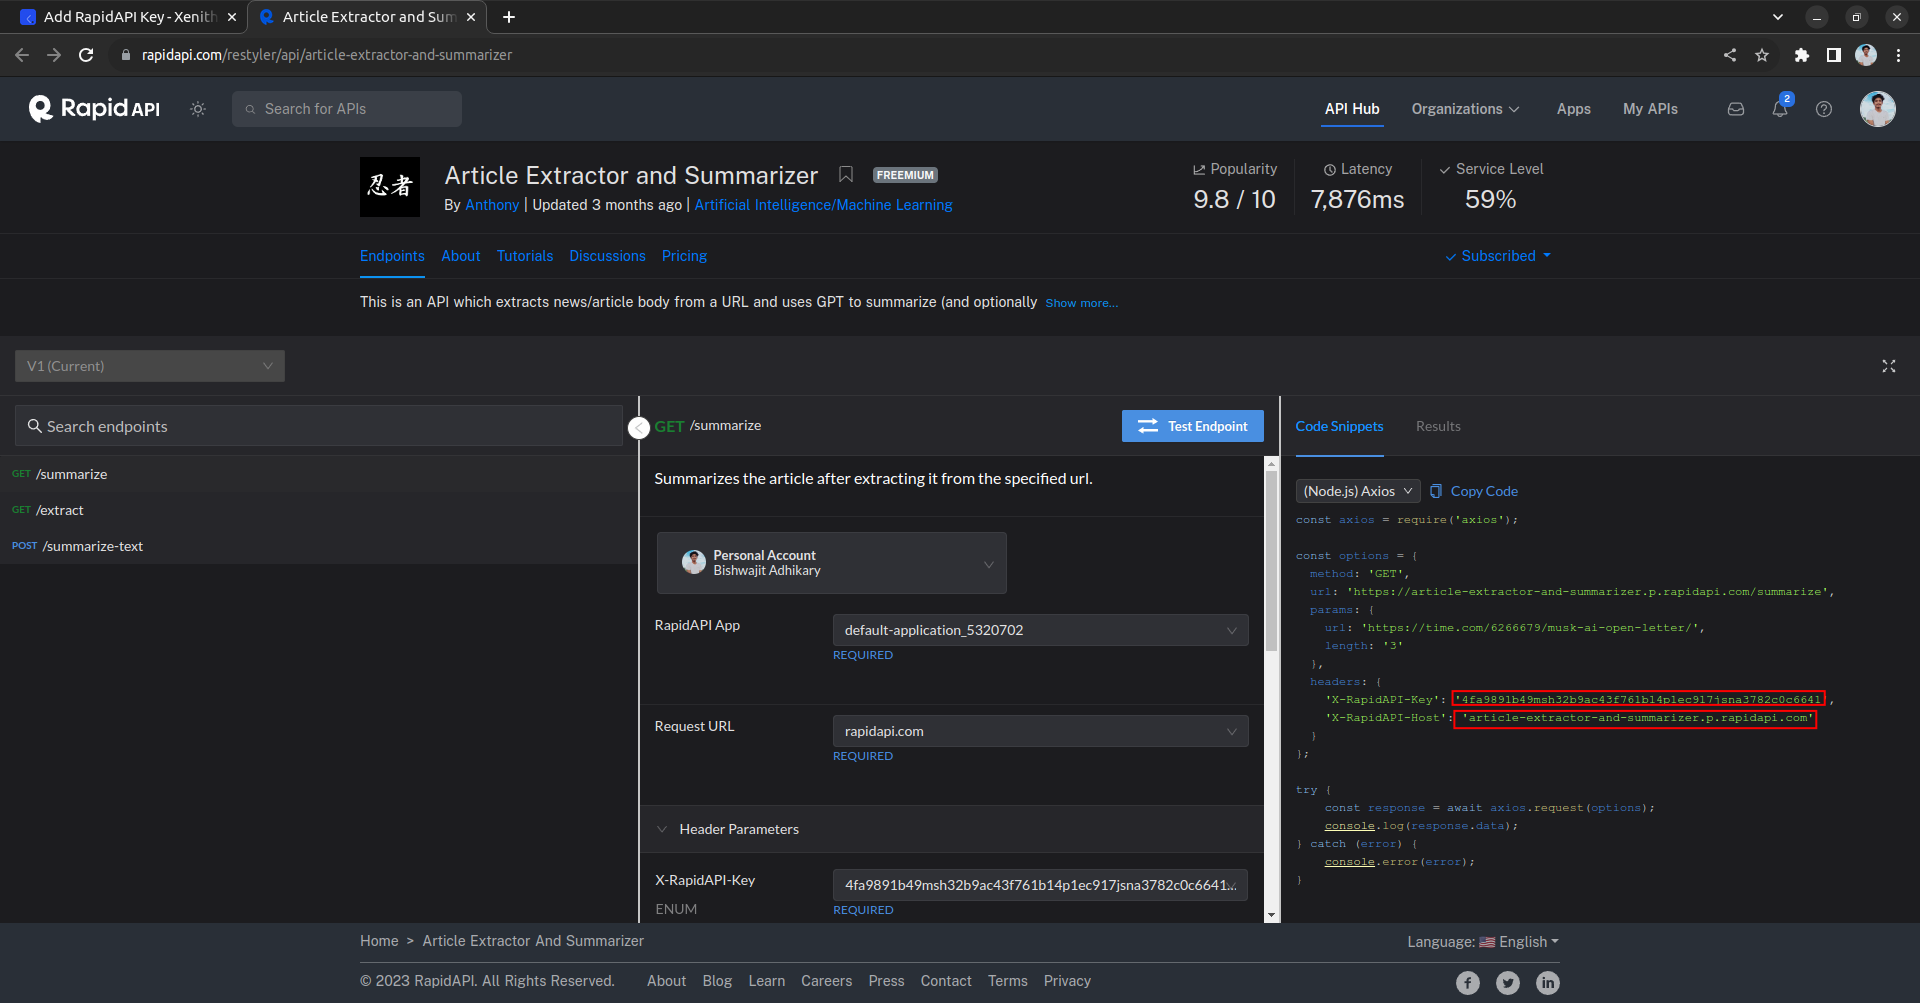 Add RapidAPI Key - Xenith
Article Extractor and Sum
rapidapi.com/restyler/api/article-extractor-and-summarizer
Rapid API
Search for APIs
API Hub
Organizations
Apps
My APIs
2
忍者
Article Extractor and Summarizer
FREEMIUM
By Anthony | Updated 3 months ago | Artificial Intelligence/Machine Learning
Popularity
9.8 / 10
Latency
7,876ms
Service Level
59%
Endpoints
About
Tutorials
Discussions
Pricing
Subscribed
This is an API which extracts news/article body from a URL and uses GPT to summarize (and optionally Show more...
V1 (Current)
Search endpoints
GET /summarize
GET /extract
POST /summarize-text
GET /summarize
Test Endpoint
Summarizes the article after extracting it from the specified url.
Personal Account
Bishwajit Adhikary
RapidAPI App
default-application_5320702
REQUIRED
Request URL
rapidapi.com
REQUIRED
Header Parameters
X-RapidAPI-Key
ENUM
4fa9891b49msh32b9ac43f761b14p1ec917jsna3782c0c6641...
REQUIRED
Code Snippets
Results
(Node.js) Axios
Copy Code
const axios = require('axios');
const options = {
method: 'GET',
url: 'https://article-extractor-and-summarizer.p.rapidapi.com/summarize',
params: {
url: 'https://time.com/6266679/musk-ai-open-letter/',
length: '3'
},
headers: {
'X-RapidAPI-Key': '4fa9891b49msh32b9ac43f761b14p1ec917jsna3782c0c6641',
'X-RapidAPI-Host': 'article-extractor-and-summarizer.p.rapidapi.com'
}
};
try {
const response = await axios.request(options);
console.log(response.data);
} catch (error) {
console.error(error);
}
Home > Article Extractor And Summarizer
Language: English
© 2023 RapidAPI. All Rights Reserved.
About
Blog
Learn
Careers
Press
Contact
Terms
Privacy